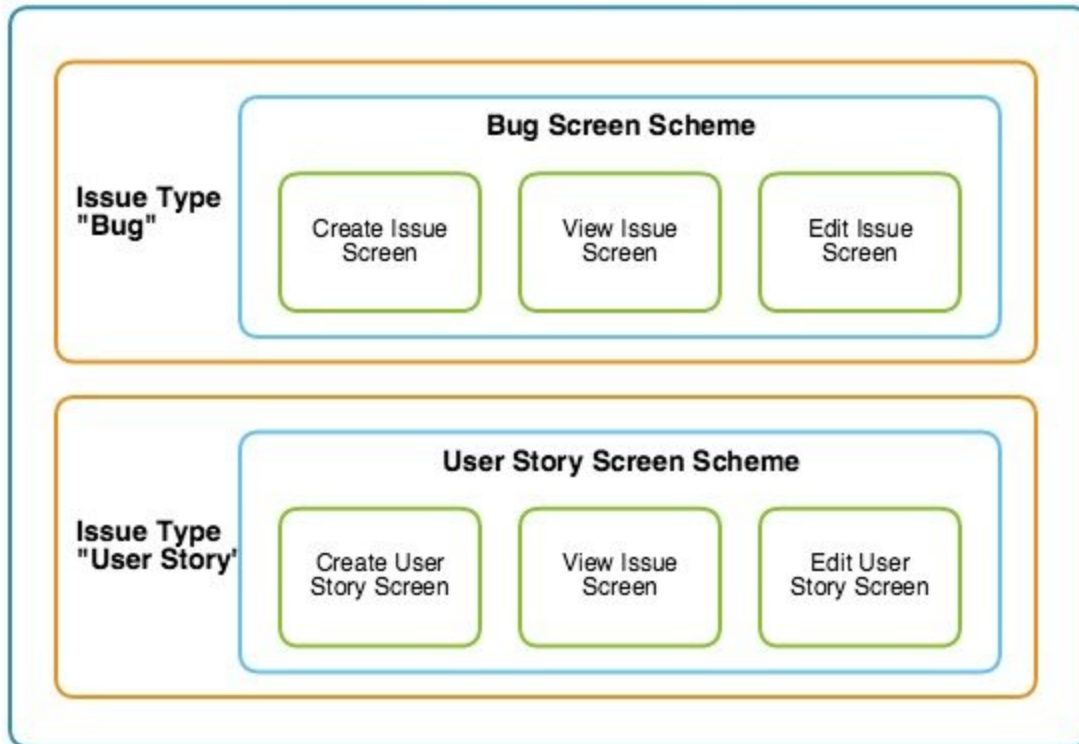 Bug Screen Scheme
Issue Type
"Bug"
Create Issue
Screen
View Issue
Screen
Edit Issue
Screen
User Story Screen Scheme
Issue Type
"User Story'
Create User
Story Screen
View Issue
Screen
Edit User
Story Screen